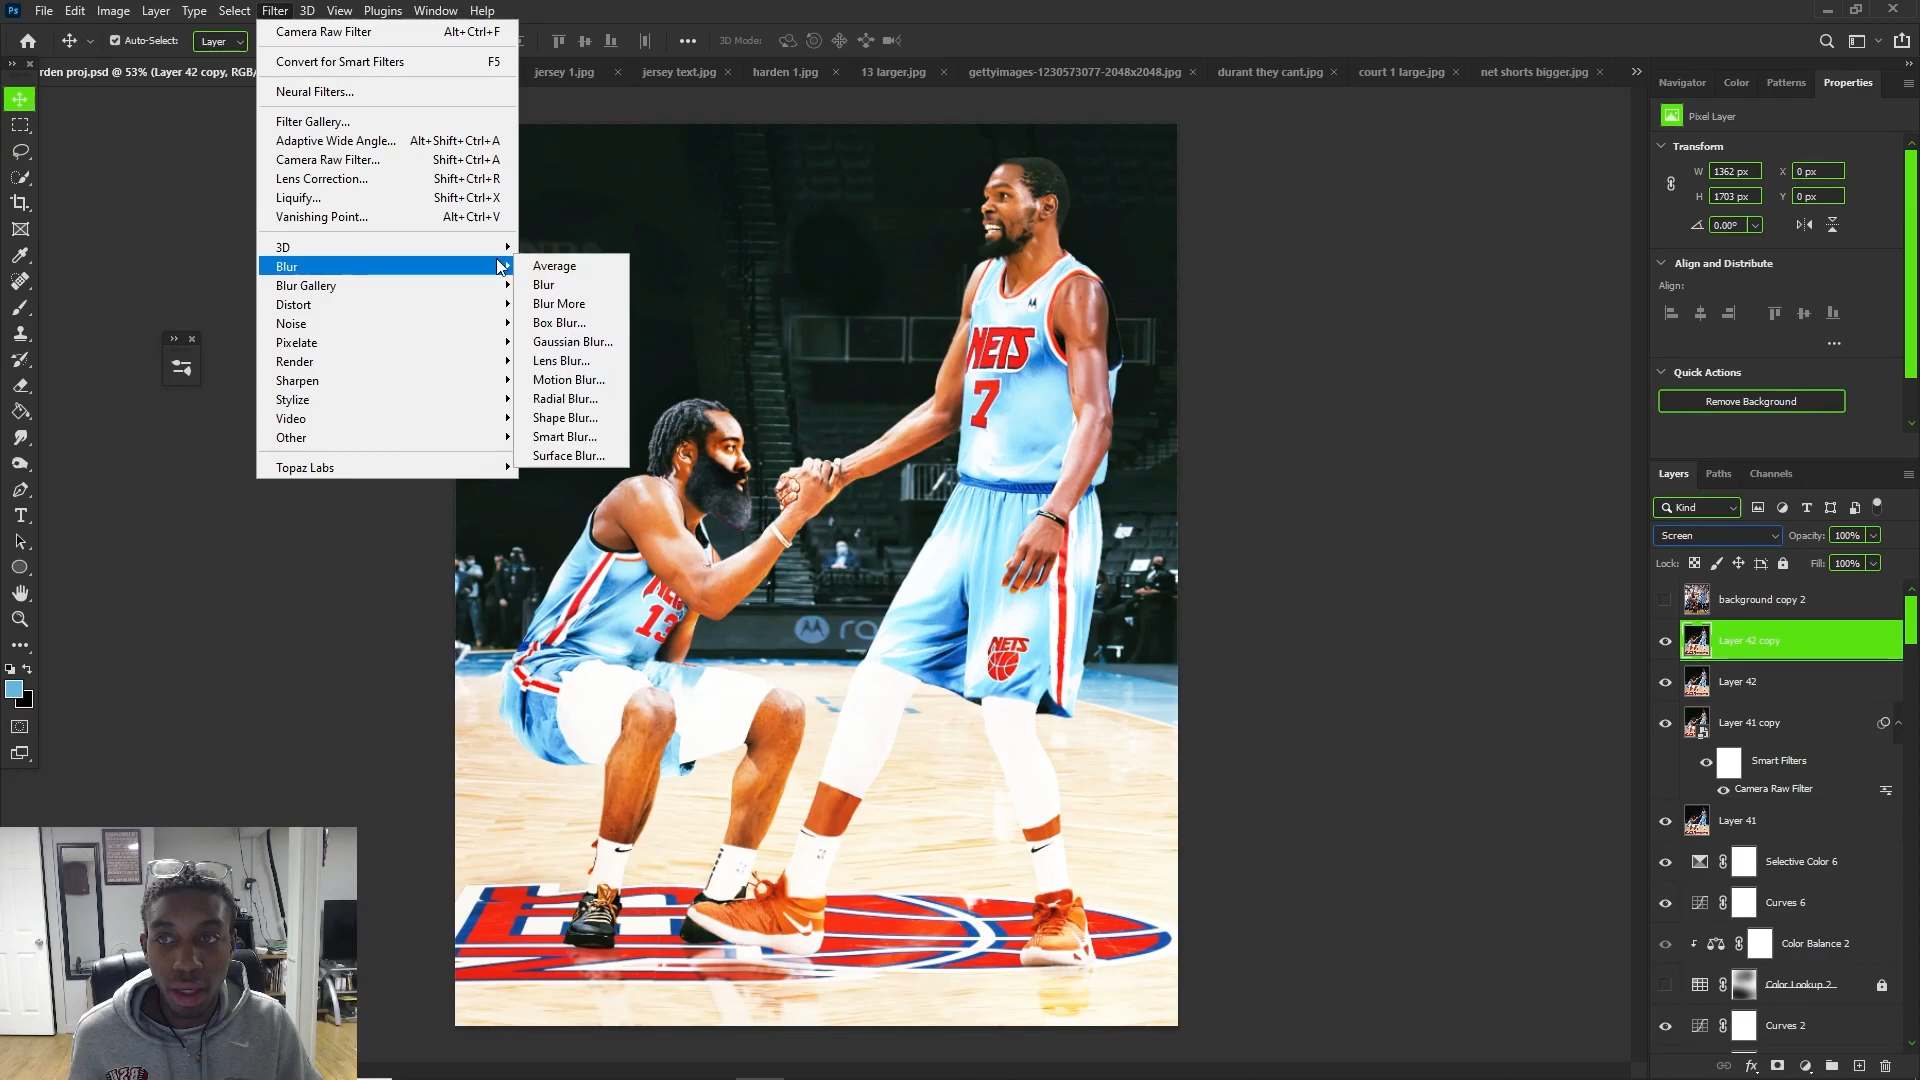 Ps File Edit Image Layer Type Select Filter 3D View Plugins Window Help
Auto-Select: Layer 3D Mode:
rden proj.psd @ 53% (Layer 42 copy, RGB/ jersey 1.jpg × jersey text.jpg × harden 1.jpg × 13 larger.jpg × gettyimages-1230573077-2048x2048.jpg × durant they cant.jpg × court 1 large.jpg × net shorts bigger.jpg ×
Camera Raw Filter Alt+Ctrl+F
Convert for Smart Filters F5
Neural Filters...
Filter Gallery...
Adaptive Wide Angle... Alt+Shift+Ctrl+A
Camera Raw Filter... Shift+Ctrl+A
Lens Correction... Shift+Ctrl+R
Liquify... Shift+Ctrl+X
Vanishing Point... Alt+Ctrl+V
3D
Blur
Blur Gallery
Distort
Noise
Pixelate
Render
Sharpen
Stylize
Video
Other
Topaz Labs
Average
Blur
Blur More
Box Blur...
Gaussian Blur...
Lens Blur...
Motion Blur...
Radial Blur...
Shape Blur...
Smart Blur...
Surface Blur...
NETS
7
13
NETS
Navigator Color Patterns Properties
Pixel Layer
Transform
W 1362 px X 0 px
H 1703 px Y 0 px
0.00°
Align and Distribute
Align:
Quick Actions
Remove Background
Layers Paths Channels
Kind
Screen Opacity: 100%
Lock: Fill: 100%
background copy 2
Layer 42 copy
Layer 42
Layer 41 copy
Smart Filters
Camera Raw Filter
Layer 41
Selective Color 6
Curves 6
Color Balance 2
Color Lookup 2
Curves 2